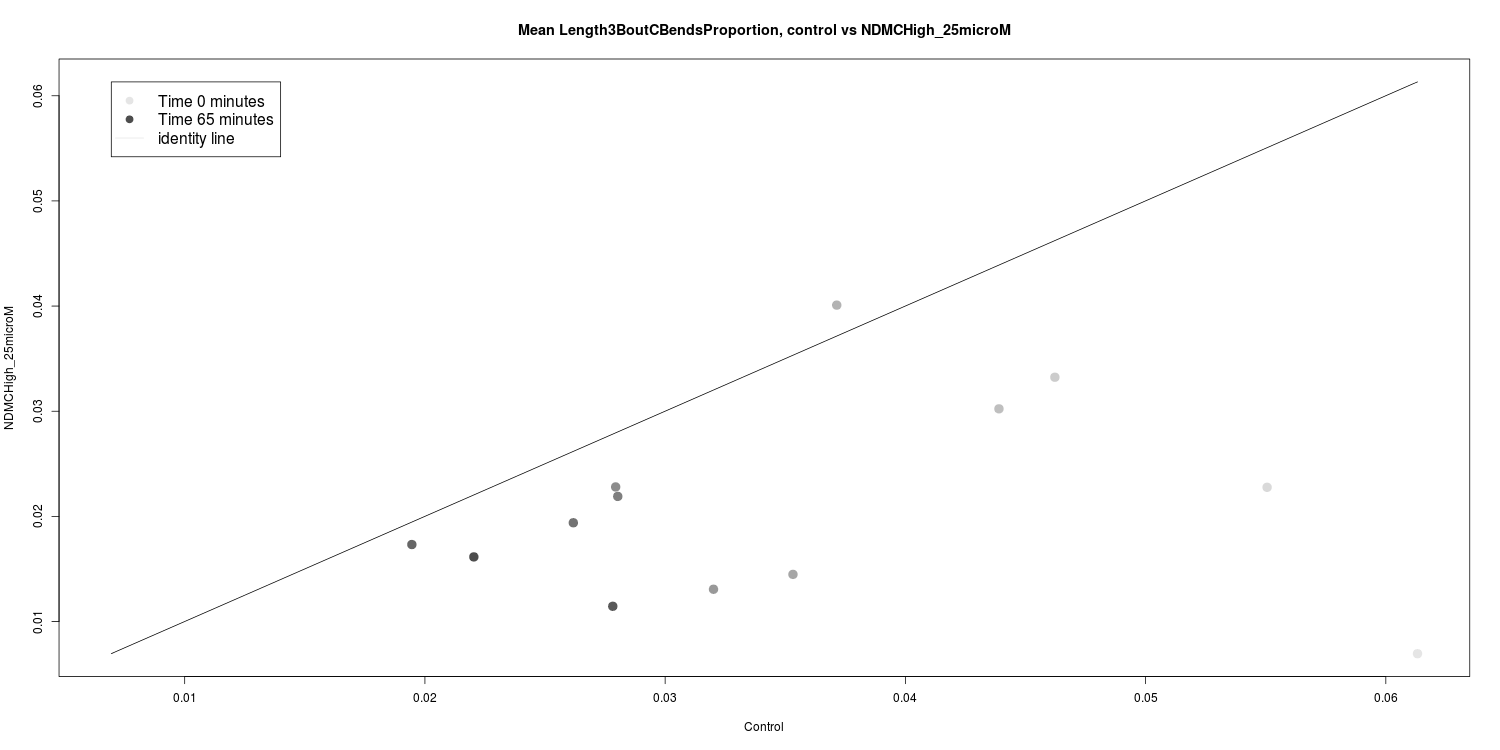 Mean Length3BoutCBendsProportion, control vs NDMCHigh_25microM
Time 0 minutes
Time 65 minutes
identity line
NDMCHigh_25microM
0.06
0.05
0.04
0.03
0.02
0.01
0.01 0.02 0.03 0.04 0.05 0.06
Control